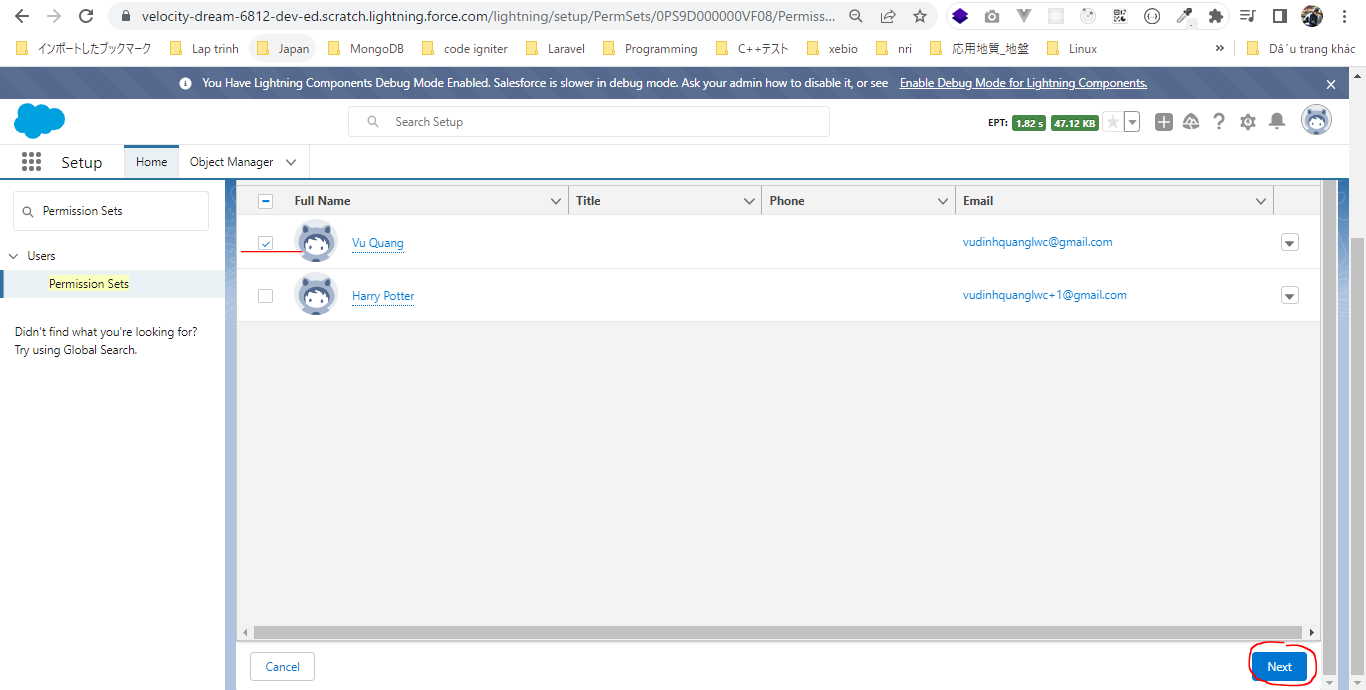 velocity-dream-6812-dev-ed.scratch.lightning.force.com/lightning/setup/PermSets/0PS9D000000VF08/Permiss...
インポートしたブックマーク Lap trinh Japan MongoDB code igniter Laravel Programming C++テスト xebio nri 応用地質_地盤 Linux » Dấu trang khác
You Have Lightning Components Debug Mode Enabled. Salesforce is slower in debug mode. Ask your admin how to disable it, or see Enable Debug Mode for Lightning Components.
Search Setup
EPT: 1.82 s 47.12 KB
Setup Home Object Manager
Permission Sets
Users
Permission Sets
Didn't find what you're looking for?
Try using Global Search.
Full Name Title Phone Email
Vu Quang vudinhquanglwc@gmail.com
Harry Potter vudinhquanglwc+1@gmail.com
Cancel Next